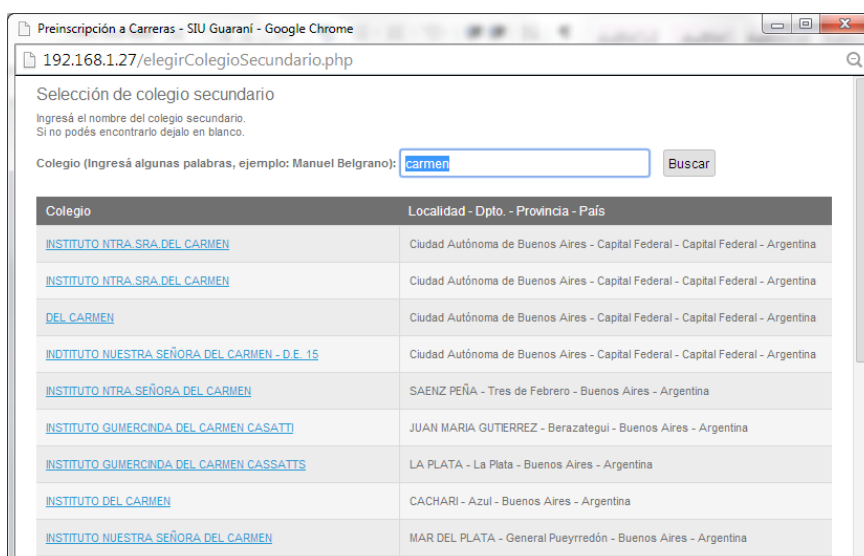 Preinscripción a Carreras - SIU Guaraní - Google Chrome
192.168.1.27/elegirColegioSecundario.php
Selección de colegio secundario
Ingresá el nombre del colegio secundario.
Si no podés encontrarlo dejalo en blanco.
Colegio (Ingresá algunas palabras, ejemplo: Manuel Belgrano): carmen Buscar
Colegio Localidad - Dpto. - Provincia - País
INSTITUTO NTRA.SRA.DEL CARMEN Ciudad Autónoma de Buenos Aires - Capital Federal - Capital Federal - Argentina
INSTITUTO NTRA.SRA.DEL CARMEN Ciudad Autónoma de Buenos Aires - Capital Federal - Capital Federal - Argentina
DEL CARMEN Ciudad Autónoma de Buenos Aires - Capital Federal - Capital Federal - Argentina
INDTITUTO NUESTRA SEÑORA DEL CARMEN - D.E. 15 Ciudad Autónoma de Buenos Aires - Capital Federal - Capital Federal - Argentina
INSTITUTO NTRA.SEÑORA DEL CARMEN SAENZ PEÑA - Tres de Febrero - Buenos Aires - Argentina
INSTITUTO GUMERCINDA DEL CARMEN CASATTI JUAN MARIA GUTIERREZ - Berazategui - Buenos Aires - Argentina
INSTITUTO GUMERCINDA DEL CARMEN CASSATTS LA PLATA - La Plata - Buenos Aires - Argentina
INSTITUTO DEL CARMEN CACHARI - Azul - Buenos Aires - Argentina
INSTITUTO NUESTRA SEÑORA DEL CARMEN MAR DEL PLATA - General Pueyrredón - Buenos Aires - Argentina